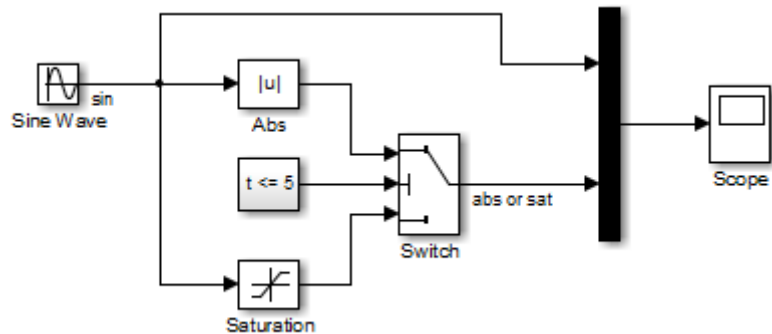 sin
Sine Wave
|u|
Abs
t <= 5
Switch
abs or sat
Saturation
Scope